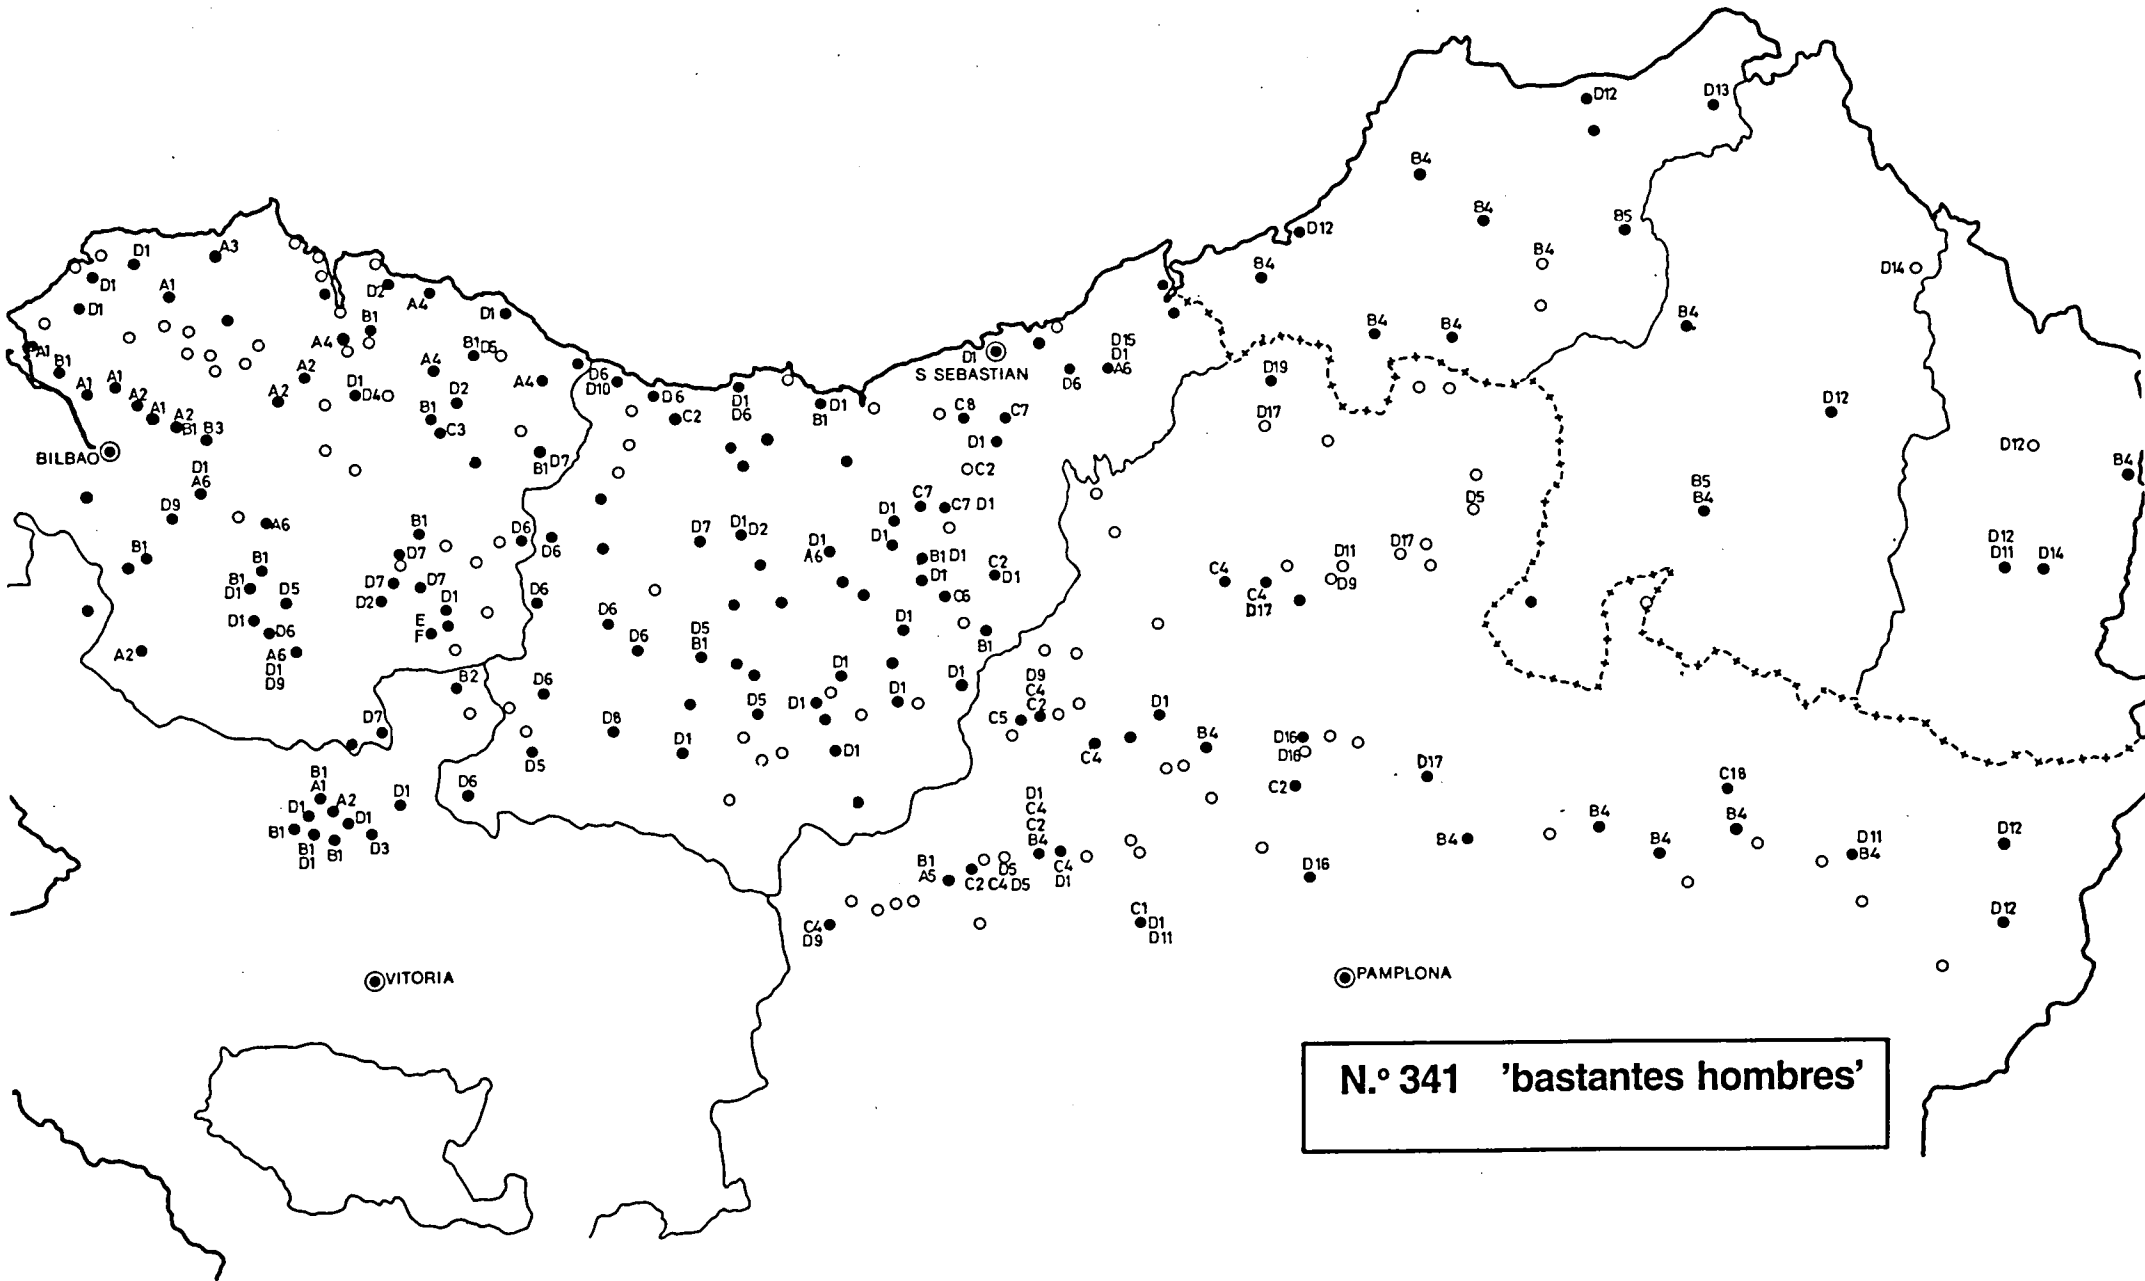 D12
D13
B4
B4
B5
D12
B4
B4
D14
D1
A3
D1
A1
D2
A4
D1
D1
B1
A4
B4
B4
B4
A1
B1
A1
A1
A2
A1
A2
B1
B3
A2
A2
D1
D4
A4
D2
B1
C3
B1
D5
A4
D6
D10
D6
C2
D1
D6
D1
B1
D1
S SEBASTIAN
D6
D15
D1
A6
D19
D17
D12
D12
B4
BILBAO
C8
C7
D1
C2
B1
D7
D1
A6
D9
A6
B1
D5
B5
B4
C7
C7
D1
D1
D1
B1
D1
D1
C6
C2
D1
B1
B1
B1
D1
D5
D1
D6
A6
D1
D9
A2
D7
D7
D7
D2
D1
E
F
D6
D6
D6
D7
D1
D2
D1
A6
D6
D6
D5
B1
D1
D1
D1
D1
C4
C4
D17
D11
D9
D17
D12
D11
D14
B2
D7
D6
D8
D5
D6
D1
D5
D1
D1
D9
C4
C2
C5
C4
D1
B4
D16
D16
C2
D17
C18
B4
B4
B4
B4
D11
B4
D12
D12
B1
A1
D1
A2
D1
B1
B1
D1
B1
D3
D1
D1
C4
C2
B4
C4
D1
B1
A5
D5
C2 C4 D5
C4
D9
C1
D1
D11
D16
VITORIA
PAMPLONA
N.º 341 'bastantes hombres'